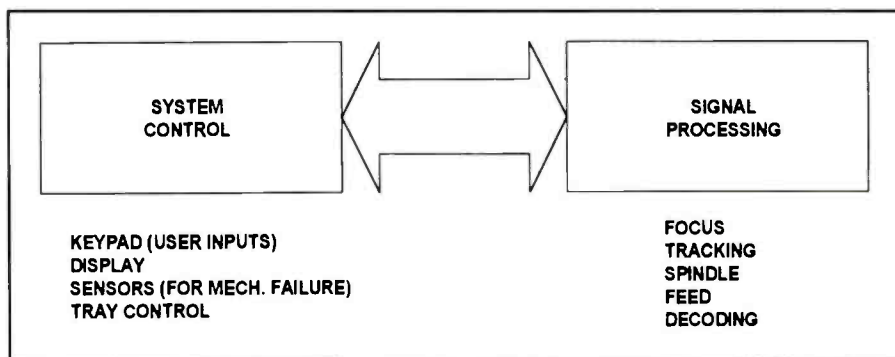 SYSTEM
CONTROL
SIGNAL
PROCESSING
KEYPAD (USER INPUTS)
DISPLAY
SENSORS (FOR MECH. FAILURE)
TRAY CONTROL
FOCUS
TRACKING
SPINDLE
FEED
DECODING